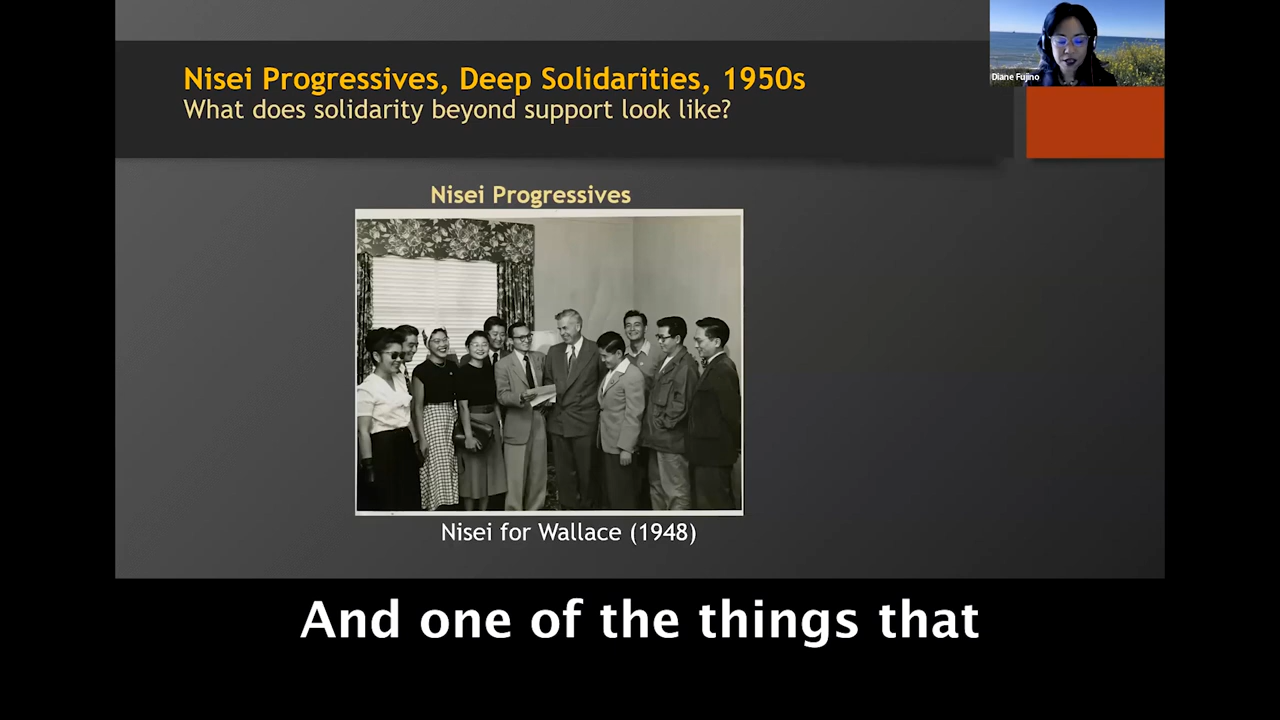 Nisei Progressives, Deep Solidarities, 1950s
What does solidarity beyond support look like?
Diane Fujino
Nisei Progressives
Nisei for Wallace (1948)
And one of the things that